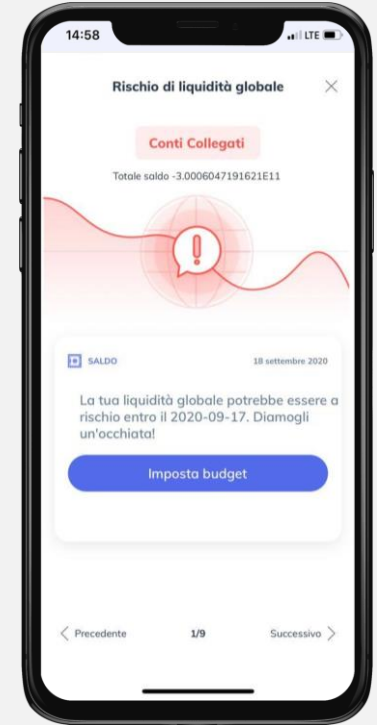 14:58
LTE
Rischio di liquidità globale
Conti Collegati
Totale saldo -3.0006047191621E11
SALDO
18 settembre 2020
La tua liquidità globale potrebbe essere a
rischio entro il 2020-09-17. Diamogli
un'occhiata!
Imposta budget
Precedente
1/9
Successivo